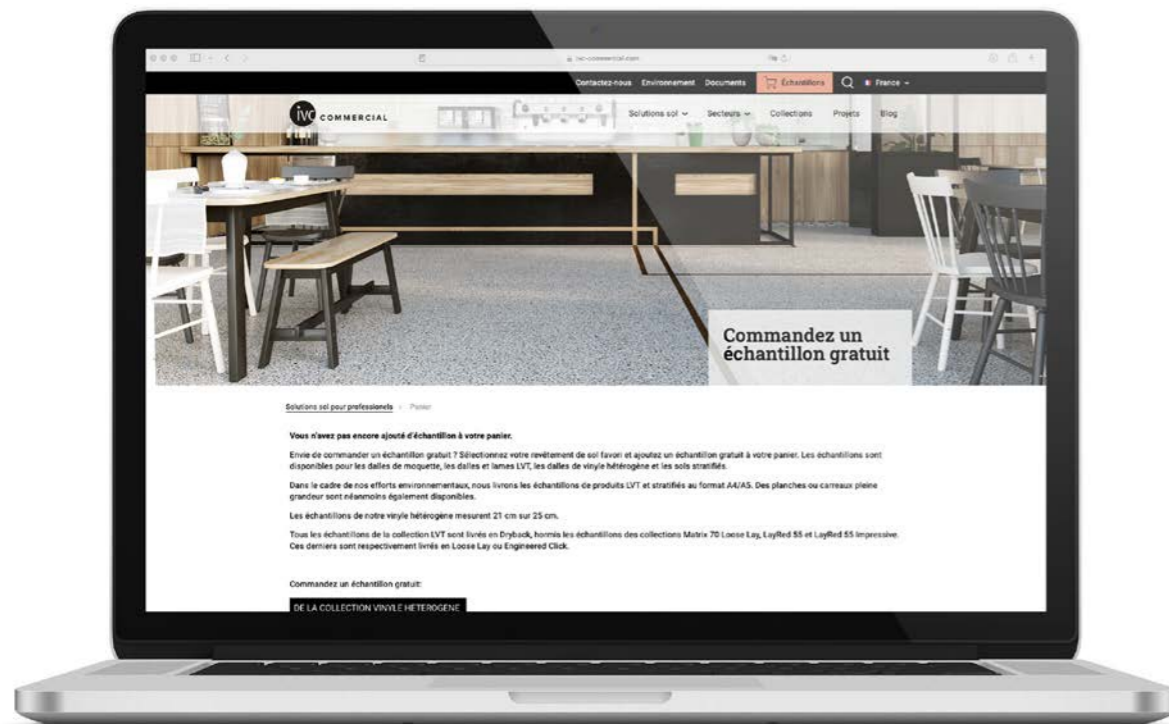 ivc-commercial.com
Contactez-nous Environnement Documents Échantillons France
ivc COMMERCIAL
Solutions sol Secteurs Collections Projets Blog
Commandez un
échantillon gratuit
Solutions sol pour professionels > Panier
Vous n'avez pas encore ajouté d'échantillon à votre panier.
Envie de commander un échantillon gratuit ? Sélectionnez votre revêtement de sol favori et ajoutez un échantillon gratuit à votre panier. Les échantillons sont
disponibles pour les dalles de moquette, les dalles et lames LVT, les dalles de vinyle hétérogène et les sols stratifiés.
Dans le cadre de nos efforts environnementaux, nous livrons les échantillons de produits LVT et stratifiés au format A4/A5. Des planches ou carreaux pleine
grandeur sont néanmoins également disponibles.
Les échantillons de notre vinyle hétérogène mesurent 21 cm sur 25 cm.
Tous les échantillons de la collection LVT sont livrés en Dryback, hormis les échantillons des collections Matrix 70 Loose Lay, LayRed 55 et LayRed 55 Impressive.
Ces derniers sont respectivement livrés en Loose Lay ou Engineered Click.
Commandez un échantillon gratuit:
DE LA COLLECTION VINYLE HETEROGENE